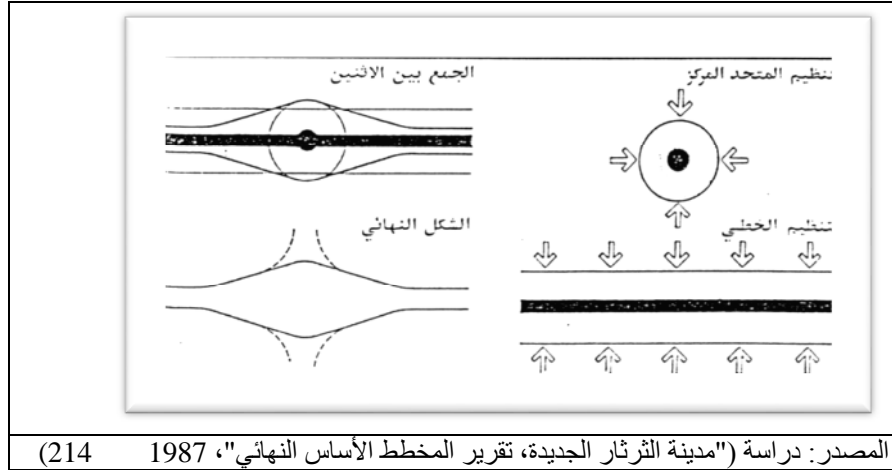 تنظيم المتحد المركز
الجمع بين الاثنين
تنظيم الخطي
الشكل النهائي
المصدر: دراسة ("مدينة الثرثار الجديدة، تقرير المخطط الأساس النهائي"، 1987 214)